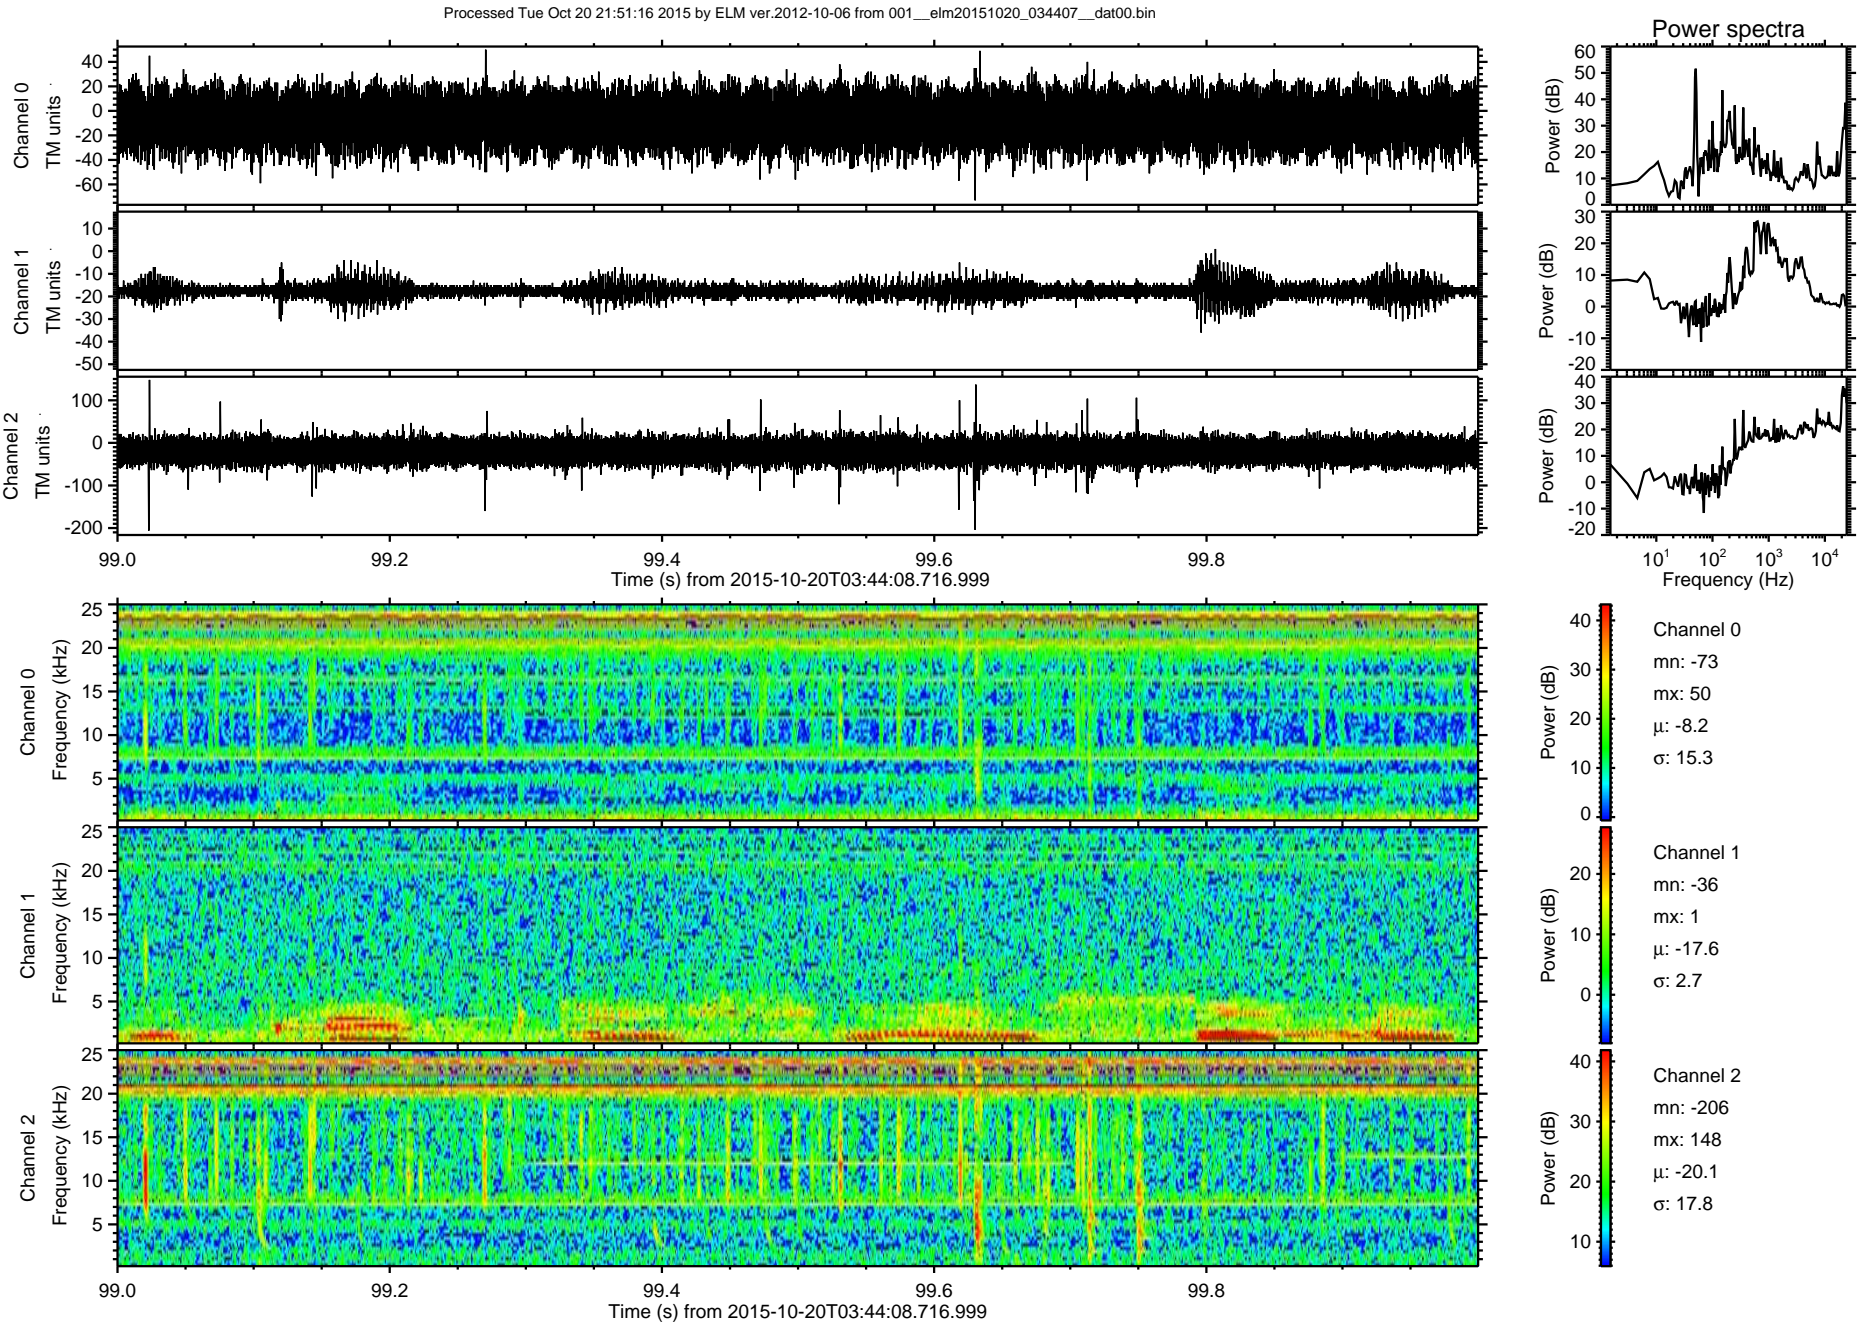 Processed Tue Oct 20 21:51:16 2015 by ELM ver.2012-10-06 from 001__elm20151020_034407__dat00.bin
Power spectra
Channel 0
TM units
40
20
0
-20
-40
-60
Power (dB)
60
50
40
30
20
10
0
Channel 1
TM units
10
0
-10
-20
-30
-40
-50
Power (dB)
30
20
10
0
-10
-20
Channel 2
TM units
100
0
-100
-200
Power (dB)
40
30
20
10
0
-10
-20
99.0 99.2 99.4 99.6 99.8
Time (s) from 2015-10-20T03:44:08.716.999
10^1 10^2 10^3 10^4
Frequency (Hz)
Channel 0
Frequency (kHz)
25
20
15
10
5
Power (dB)
40
30
20
10
0
Channel 0
mn: -73
mx: 50
μ: -8.2
σ: 15.3
Channel 1
Frequency (kHz)
25
20
15
10
5
Power (dB)
20
10
0
Channel 1
mn: -36
mx: 1
μ: -17.6
σ: 2.7
Channel 2
Frequency (kHz)
25
20
15
10
5
Power (dB)
40
30
20
10
Channel 2
mn: -206
mx: 148
μ: -20.1
σ: 17.8
99.0 99.2 99.4 99.6 99.8
Time (s) from 2015-10-20T03:44:08.716.999